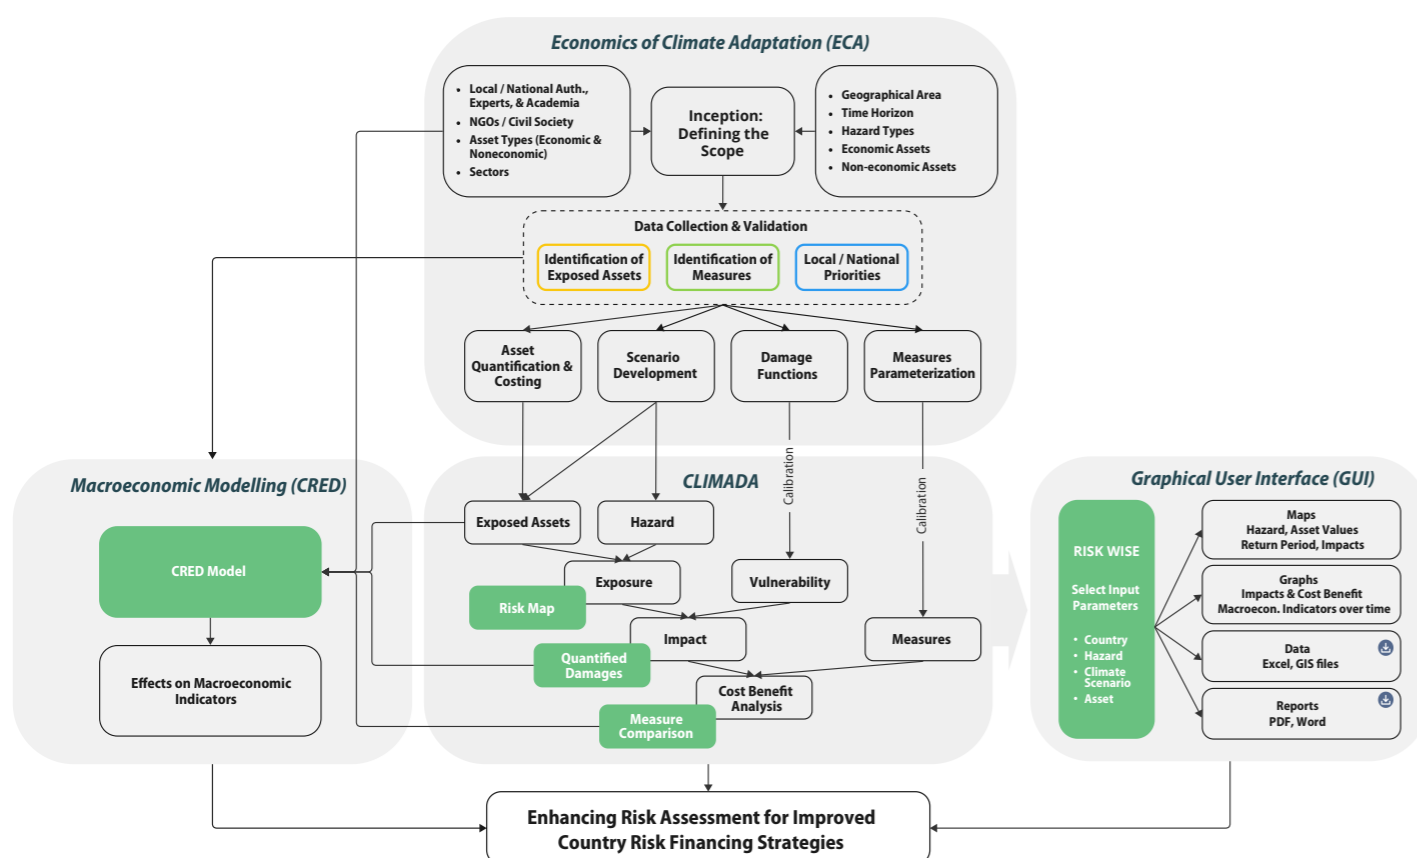 Economics of Climate Adaptation (ECA)
• Local / National Auth.,
Experts, & Academia
• NGOs / Civil Society
• Asset Types (Economic &
Noneconomic)
• Sectors
Inception:
Defining the
Scope
• Geographical Area
• Time Horizon
• Hazard Types
• Economic Assets
• Non-economic Assets
Data Collection & Validation
Identification of
Exposed Assets
Identification of
Measures
Local / National
Priorities
Asset
Quantification &
Costing
Scenario
Development
Damage
Functions
Measures
Parameterization
Calibration
Calibration
Macroeconomic Modelling (CRED)
CRED Model
Effects on Macroeconomic
Indicators
CLIMADA
Exposed Assets
Hazard
Exposure
Vulnerability
Risk Map
Impact
Measures
Quantified
Damages
Cost Benefit
Analysis
Measure
Comparison
Graphical User Interface (GUI)
RISK WISE
Select Input
Parameters
• Country
• Hazard
• Climate
Scenario
• Asset
Maps
Hazard, Asset Values
Return Period, Impacts
Graphs
Impacts & Cost Benefit
Macroecon. Indicators over time
Data
Excel, GIS files
Reports
PDF, Word
Enhancing Risk Assessment for Improved
Country Risk Financing Strategies